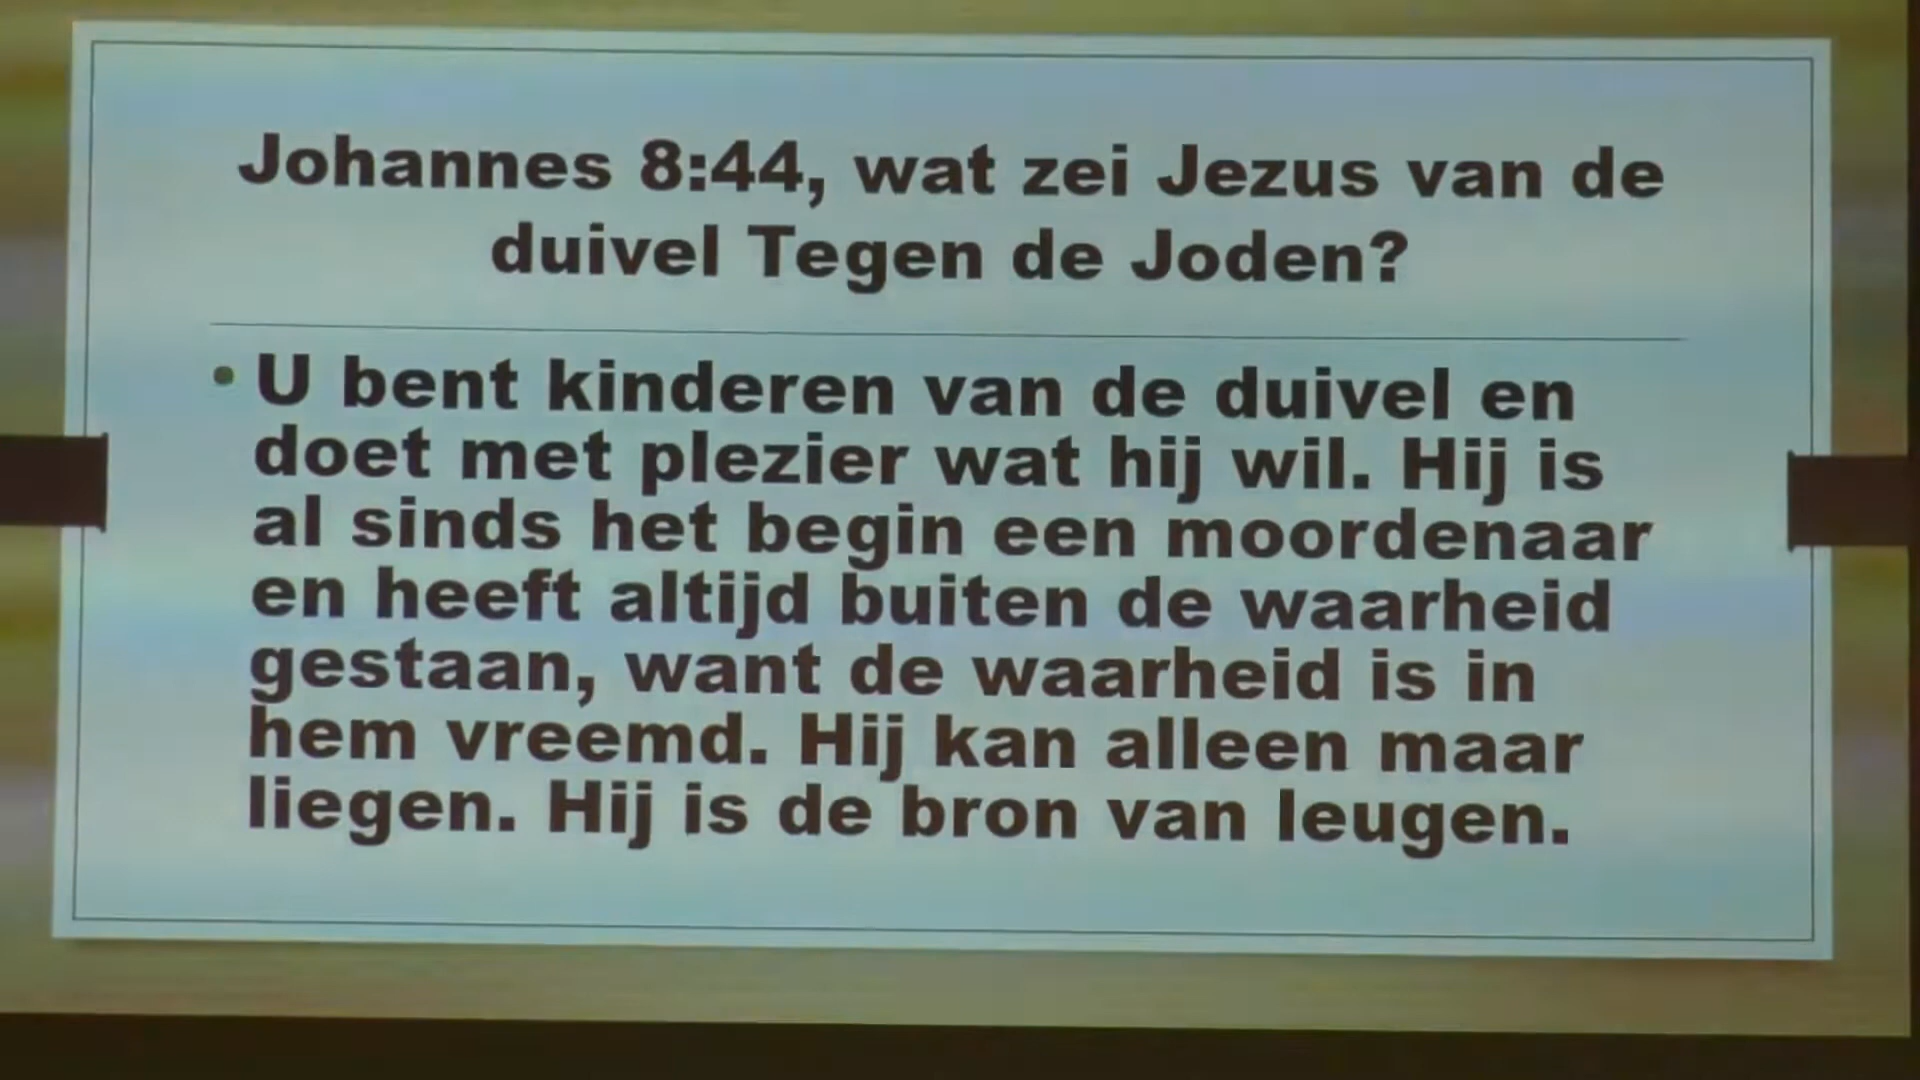 Johannes 8:44, wat zei Jezus van de
duivel Tegen de Joden?
• U bent kinderen van de duivel en
doet met plezier wat hij wil. Hij is
al sinds het begin een moordenaar
en heeft altijd buiten de waarheid
gestaan, want de waarheid is in
hem vreemd. Hij kan alleen maar
liegen. Hij is de bron van leugen.